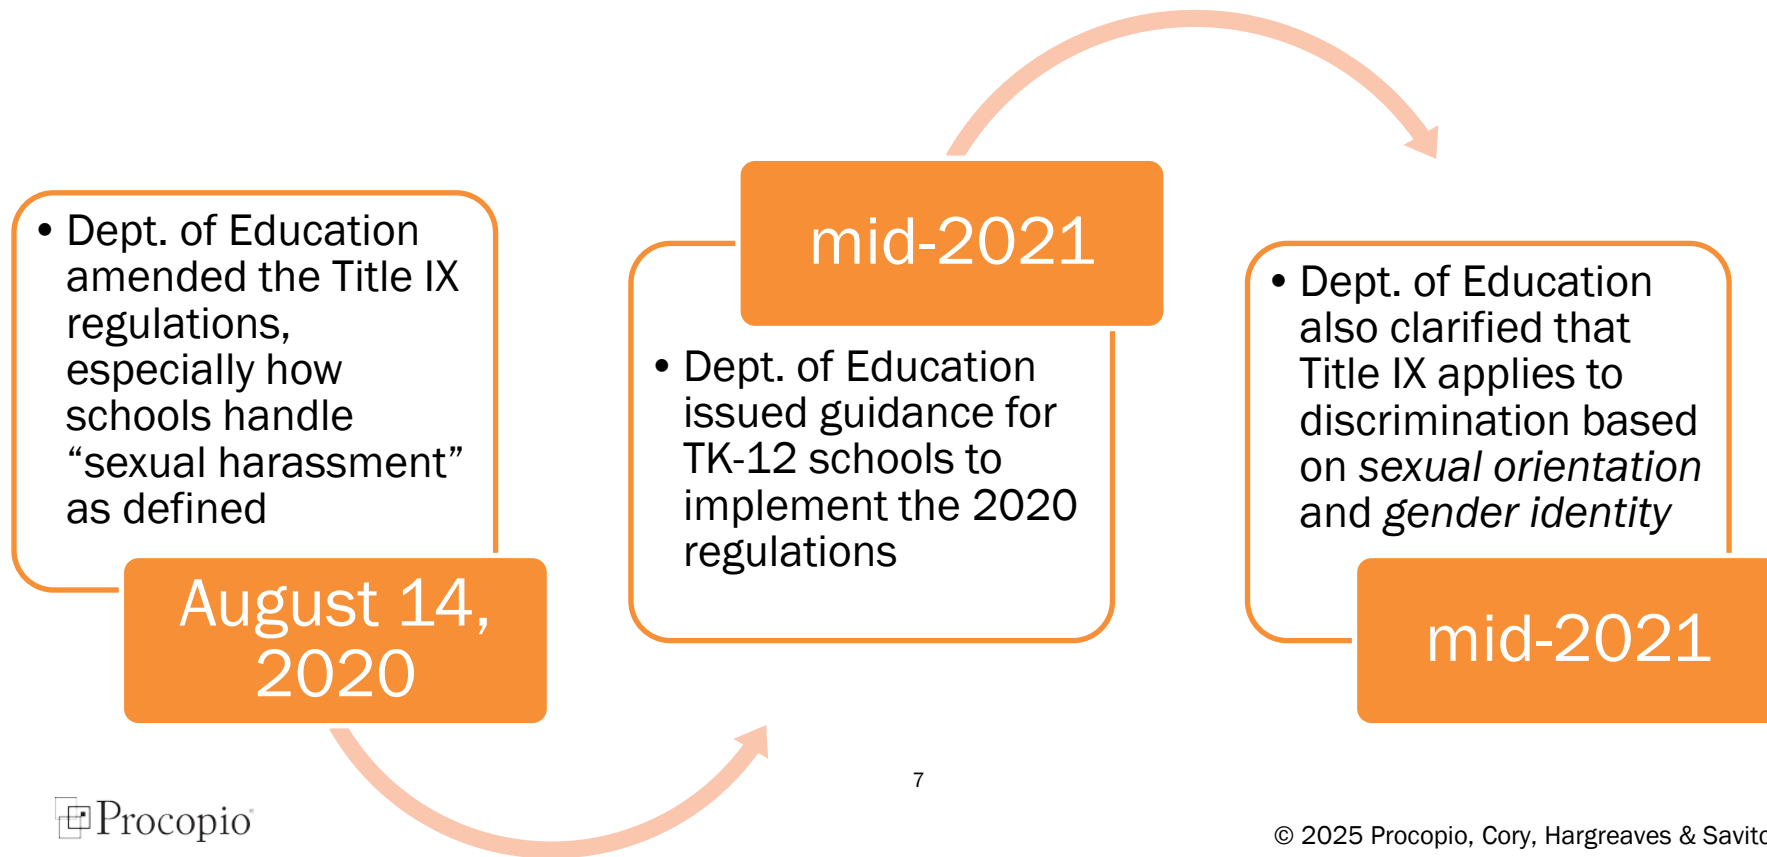 • Dept. of Education
amended the Title IX
regulations,
especially how
schools handle
“sexual harassment”
as defined
August 14,
2020
mid-2021
• Dept. of Education
issued guidance for
TK-12 schools to
implement the 2020
regulations
• Dept. of Education
also clarified that
Title IX applies to
discrimination based
on sexual orientation
and gender identity
mid-2021
7
Procopio®
© 2025 Procopio, Cory, Hargreaves &